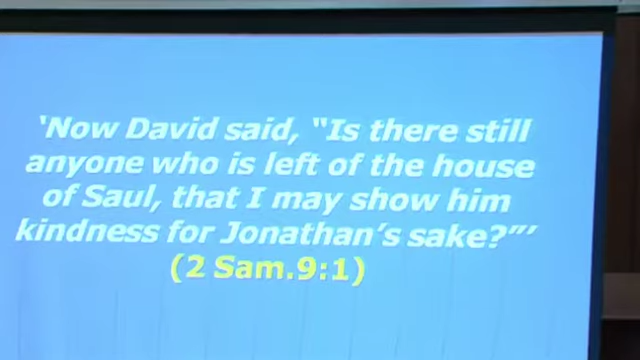 ‘Now David said, “Is there still
anyone who is left of the house
of Saul, that I may show him
kindness for Jonathan’s sake?”’
(2 Sam.9:1)